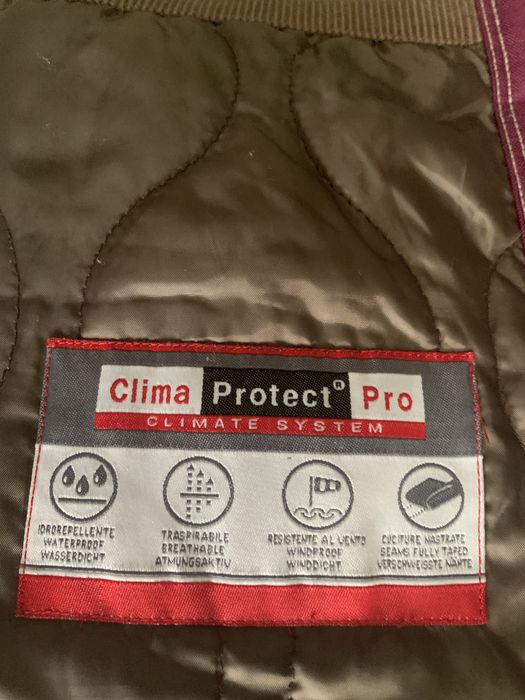 Clima Protect® Pro
CLIMATE SYSTEM
IDROREPELLENTE
WATERPROOF
WASSERDICHT
TRASPIRABILE
BREATHABLE
ATMUNGSAKTIV
RESISTENTE AL VENTO
WINDPROOF
WINDDICHT
CUCITURE NASTRATE
SEAMS FULLY TAPED
VERSCHWEISSTE NÄHTE